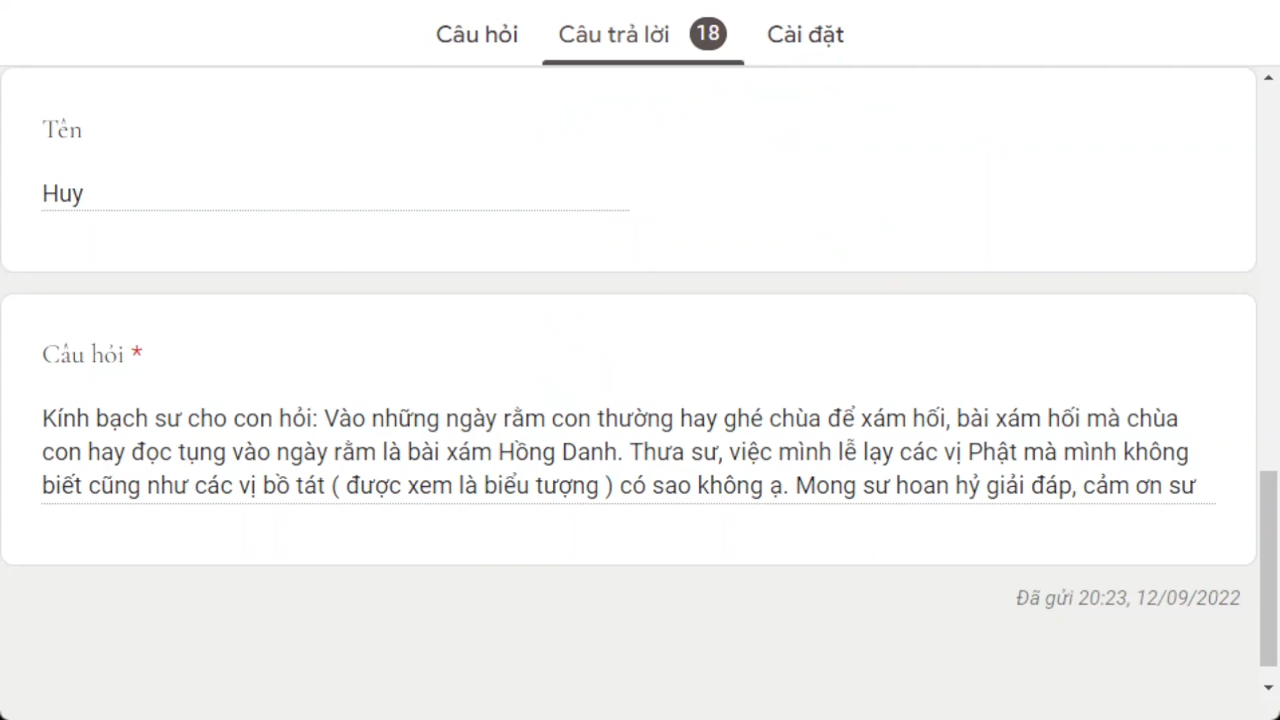 Câu hỏi Câu trả lời 18 Cài đặt
Tên
Huy
Câu hỏi *
Kính bạch sư cho con hỏi: Vào những ngày rằm con thường hay ghé chùa để xám hối, bài xám hối mà chùa
con hay đọc tụng vào ngày rằm là bài xám Hồng Danh. Thưa sư, việc mình lễ lạy các vị Phật mà mình không
biết cũng như các vị bồ tát ( được xem là biểu tượng ) có sao không ạ. Mong sư hoan hỷ giải đáp, cảm ơn sư
Đã gửi 20:23, 12/09/2022